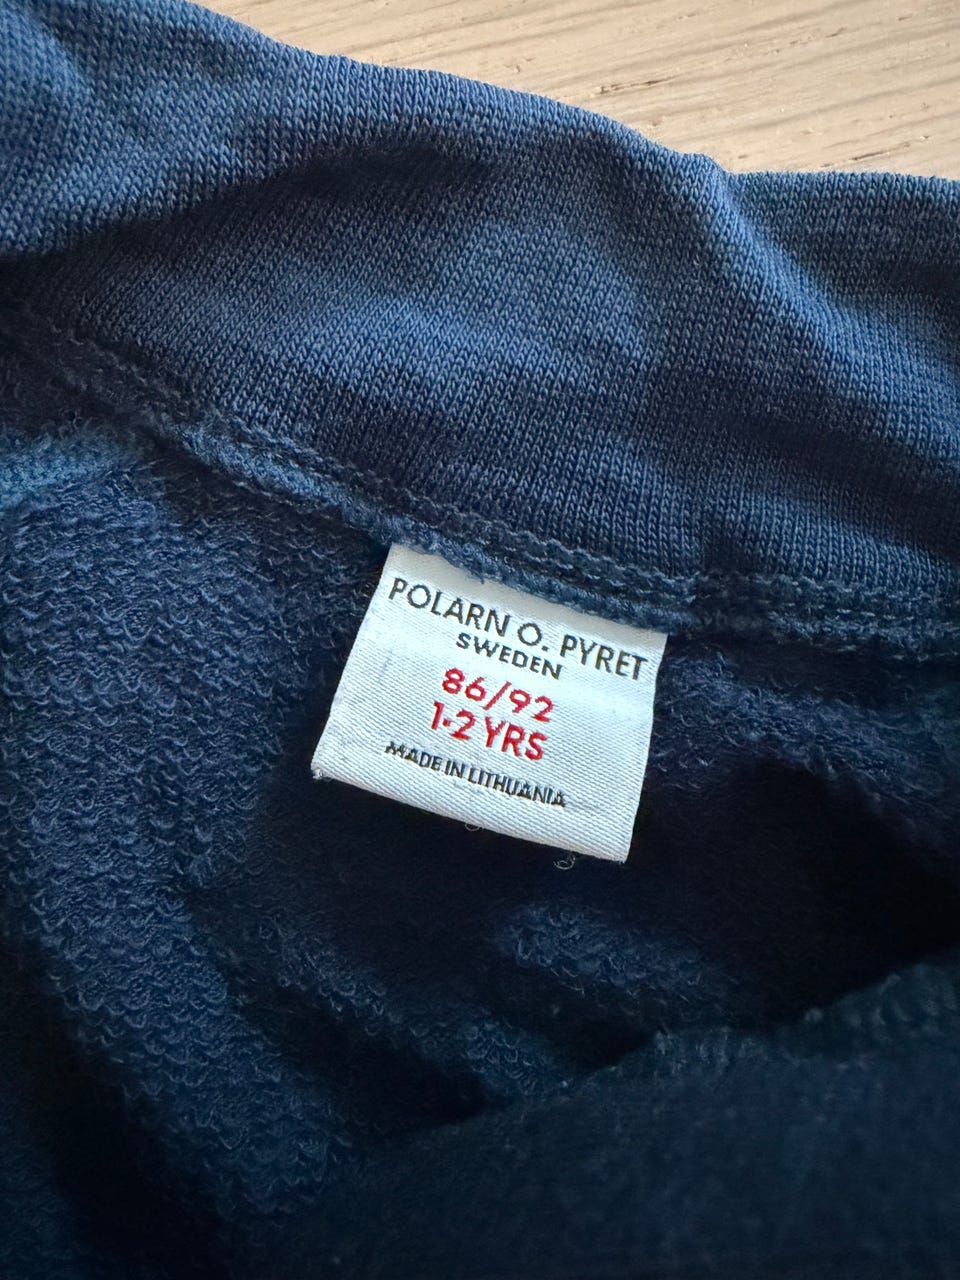 POLARN O. PYRET
SWEDEN
86/92
1-2 YRS
MADE IN LITHUANIA